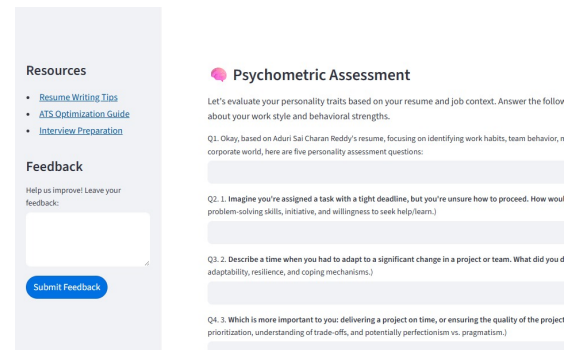 Resources
• Resume Writing Tips
• ATS Optimization Guide
• Interview Preparation
Feedback
Help us improve! Leave your
feedback:
Submit Feedback
Psychometric Assessment
Let's evaluate your personality traits based on your resume and job context. Answer the
about your work style and behavioral strengths.
Q1. Okay, based on Aduri Sai Charan Reddy's resume, focusing on identifying work habits, team behavior,
corporate world, here are five personality assessment questions:
Q2. 1. Imagine you're assigned a task with a tight deadline, but you're unsure how to proceed. How
problem-solving skills, initiative, and willingness to seek help/learn.)
Q3. 2. Describe a time when you had to adapt to a significant change in a project or team. What did you
adaptability, resilience, and coping mechanisms.)
Q4. 3. Which is more important to you: delivering a project on time, or ensuring the quality of the project
prioritization, understanding of trade-offs, and potentially perfectionism vs. pragmatism.)